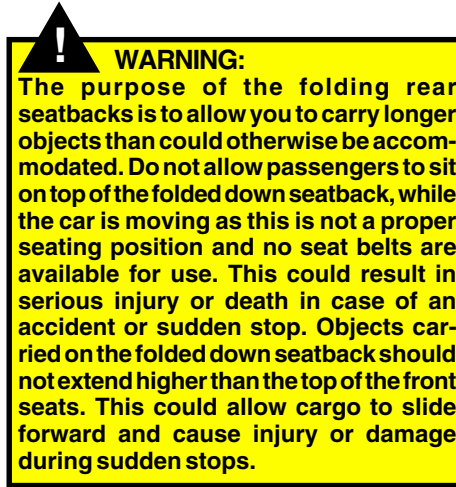 !
WARNING:
The purpose of the folding rear
seatbacks is to allow you to carry longer
objects than could otherwise be accom-
modated. Do not allow passengers to sit
on top of the folded down seatback, while
the car is moving as this is not a proper
seating position and no seat belts are
available for use. This could result in
serious injury or death in case of an
accident or sudden stop. Objects car-
ried on the folded down seatback should
not extend higher than the top of the front
seats. This could allow cargo to slide
forward and cause injury or damage
during sudden stops.